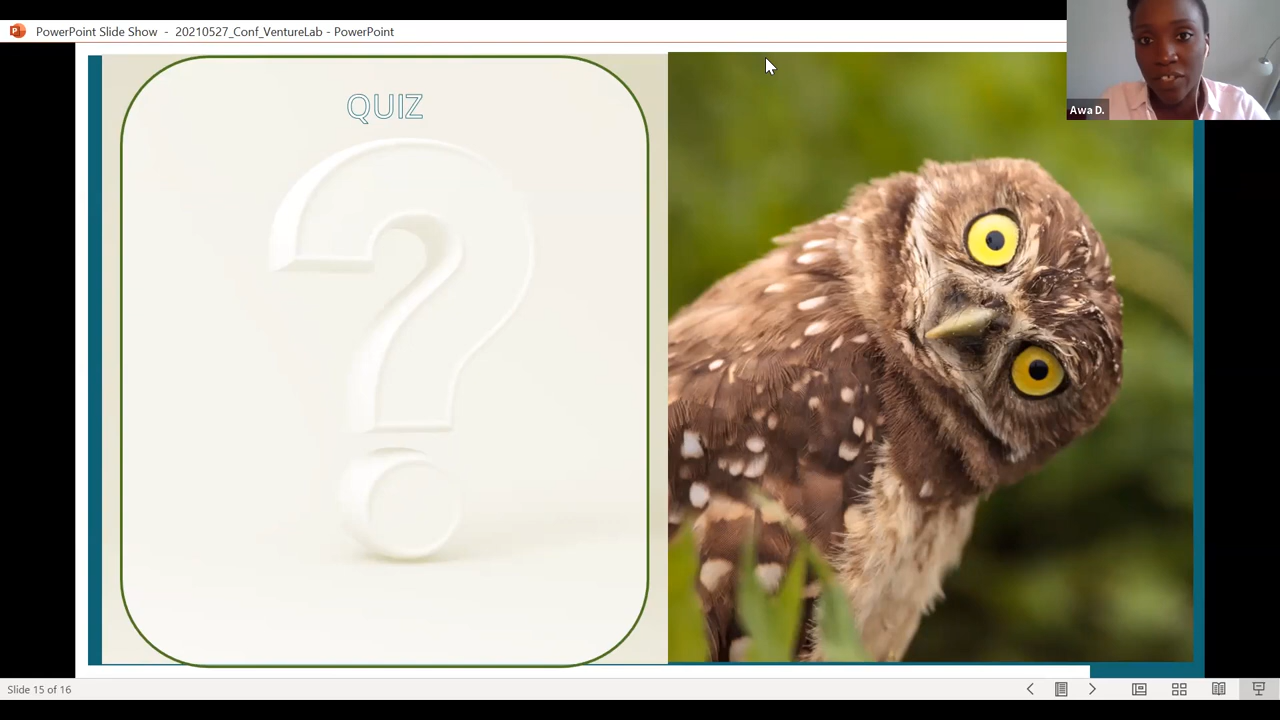 PowerPoint Slide Show - 20210527_Conf_VentureLab - PowerPoint
Awa D.
QUIZ
Slide 15 of 16